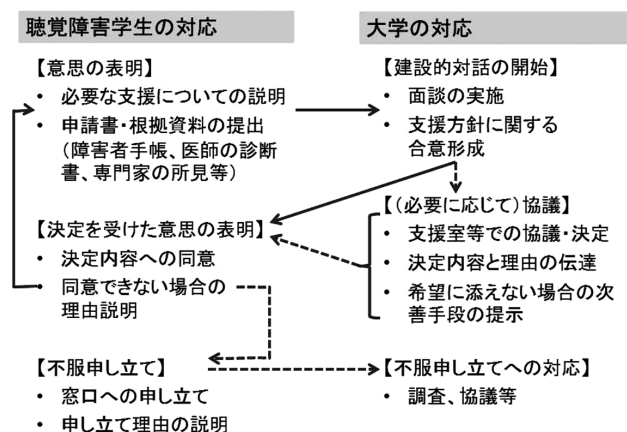 聴覚障害学生の対応
【意思の表明】
・ 必要な支援についての説明
・ 申請書・根拠資料の提出
（障害者手帳、医師の診断
書、専門家の所見等）
【決定を受けた意思の表明】
・ 決定内容への同意
・ 同意できない場合の
理由説明
【不服申し立て】
・ 窓口への申し立て
・ 申し立て理由の説明
大学の対応
【建設的対話の開始】
・ 面談の実施
・ 支援方針に関する
合意形成
【（必要に応じて）協議】
・ 支援室等での協議・決定
・ 決定内容と理由の伝達
・ 希望に添えない場合の次
善手段の提示
【不服申し立てへの対応】
・ 調査、協議等